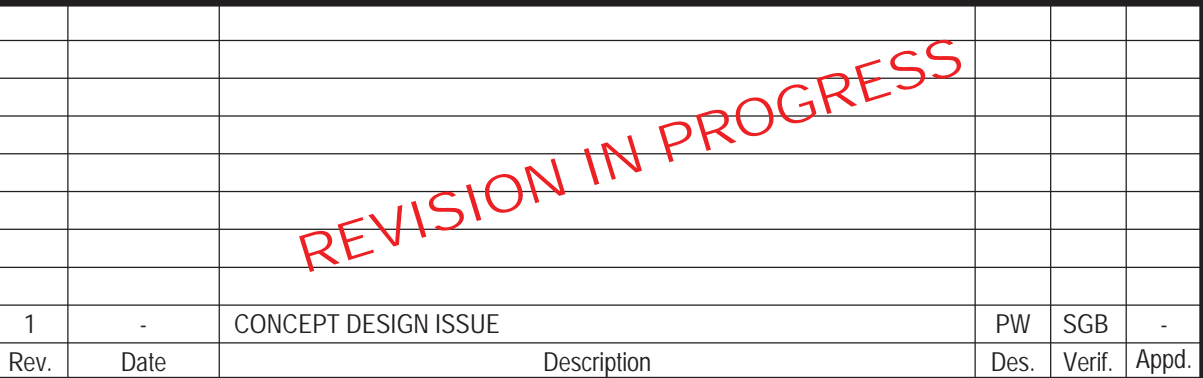 REVISION IN PROGRESS
1 - CONCEPT DESIGN ISSUE PW SGB -
Rev. Date Description Des. Verif. Appd.